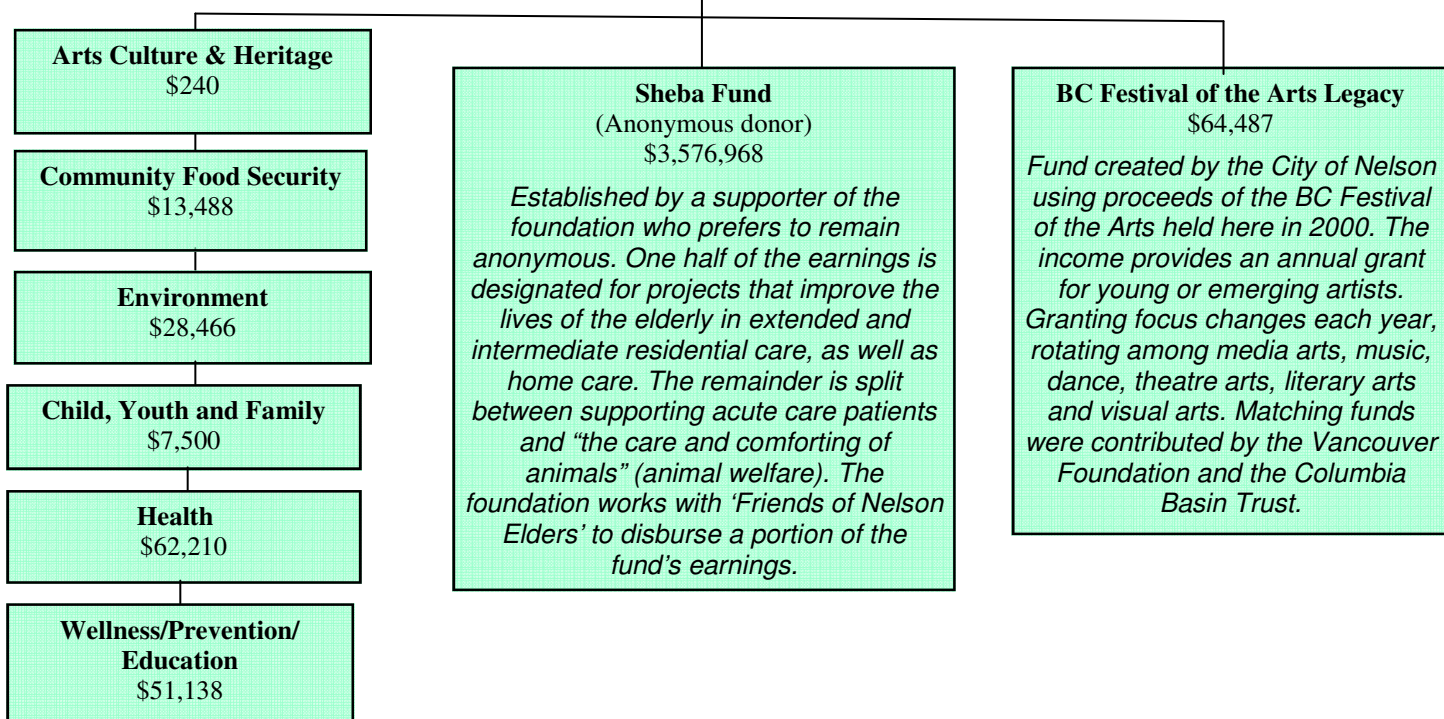 Arts Culture & Heritage
$240
Community Food Security
$13,488
Environment
$28,466
Child, Youth and Family
$7,500
Health
$62,210
Wellness/Prevention/
Education
$51,138
Sheba Fund
(Anonymous donor)
$3,576,968
Established by a supporter of the
foundation who prefers to remain
anonymous. One half of the earnings is
designated for projects that improve the
lives of the elderly in extended and
intermediate residential care, as well as
home care. The remainder is split
between supporting acute care patients
and “the care and comforting of
animals” (animal welfare). The
foundation works with ‘Friends of Nelson
Elders’ to disburse a portion of the
fund’s earnings.
BC Festival of the Arts Legacy
$64,487
Fund created by the City of Nelson
using proceeds of the BC Festival
of the Arts held here in 2000. The
income provides an annual grant
for young or emerging artists.
Granting focus changes each year,
rotating among media arts, music,
dance, theatre arts, literary arts
and visual arts. Matching funds
were contributed by the Vancouver
Foundation and the Columbia
Basin Trust.